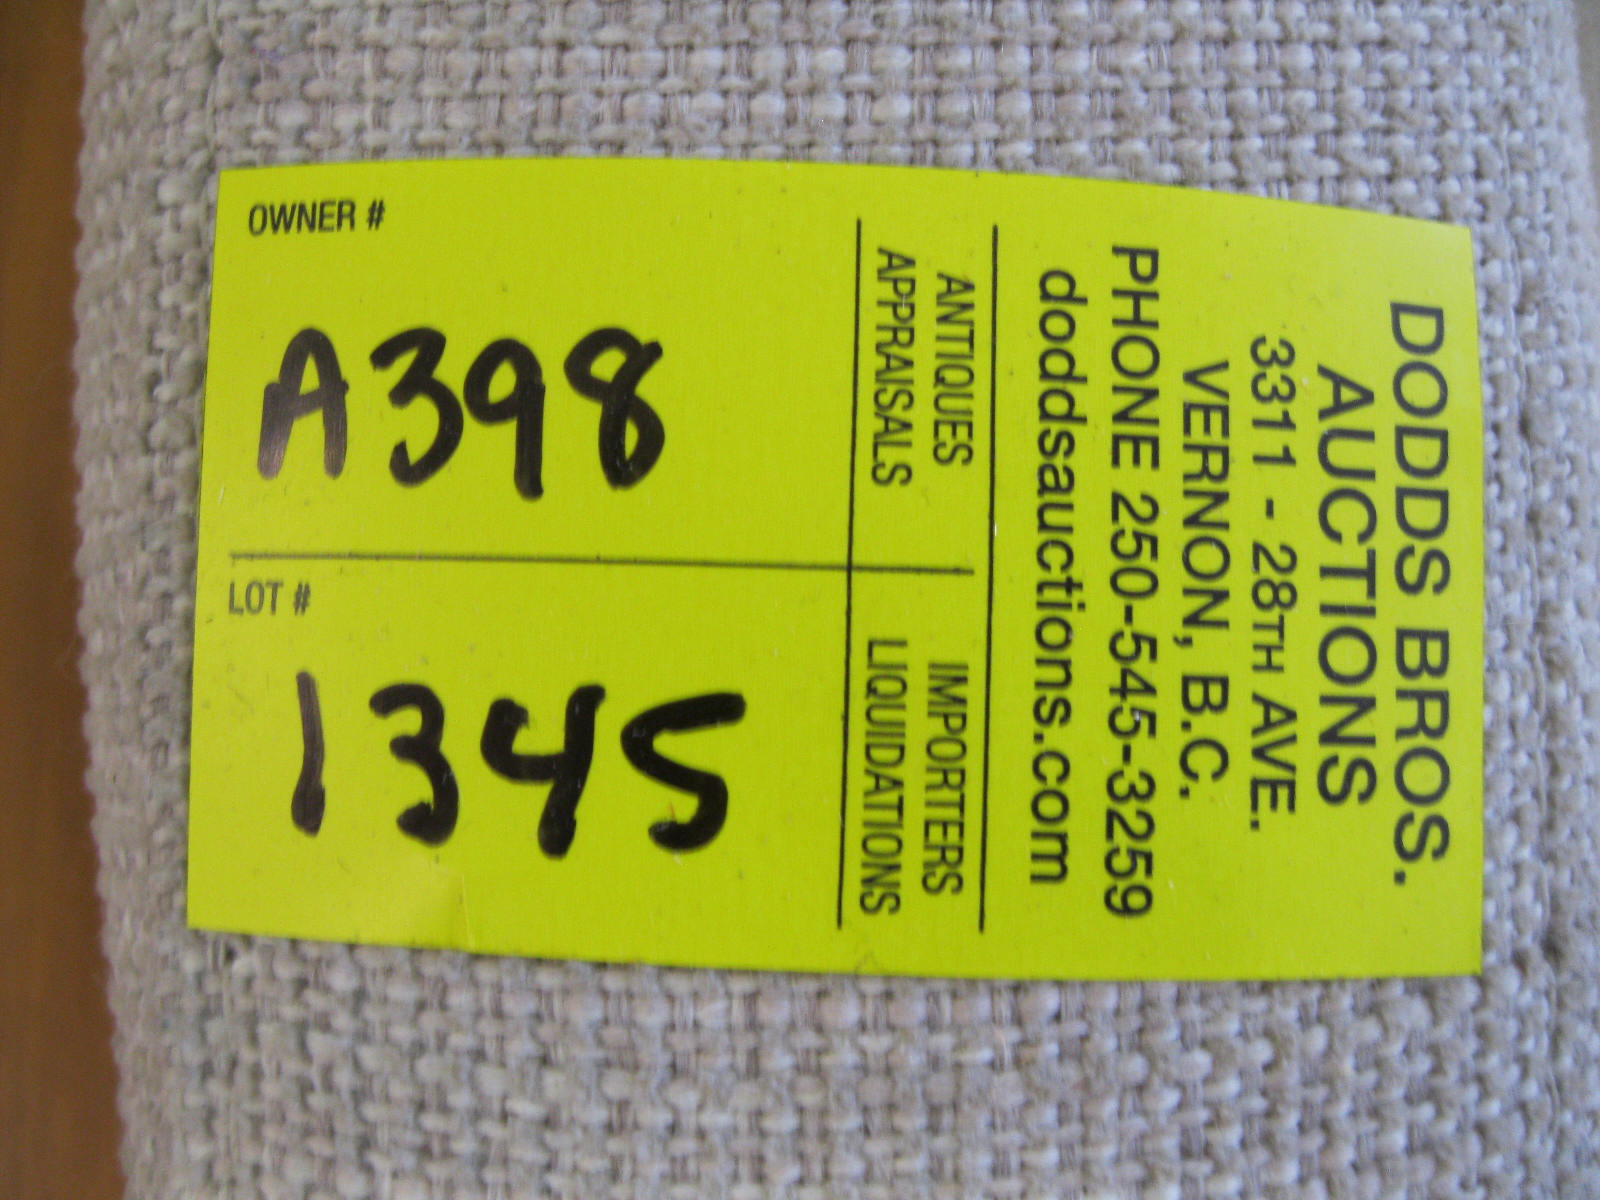 DODDS BROS.
AUCTIONS
3311 - 28TH AVE.
VERNON, B.C.
PHONE 250-545-3259
doddsauctions.com
ANTIQUES IMPORTERS
APPRAISALS LIQUIDATIONS
OWNER #
A398
LOT #
1345